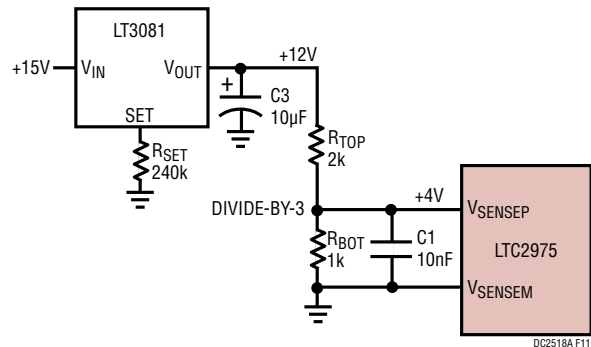 LT3081
+15V
VIN
VOUT
+12V
SET
+
C3
10µF
RSET
240k
RTOP
2k
DIVIDE-BY-3
+4V
VSENSEP
RBOT
1k
C1
10nF
LTC2975
VSENSEM
DC2518A F11